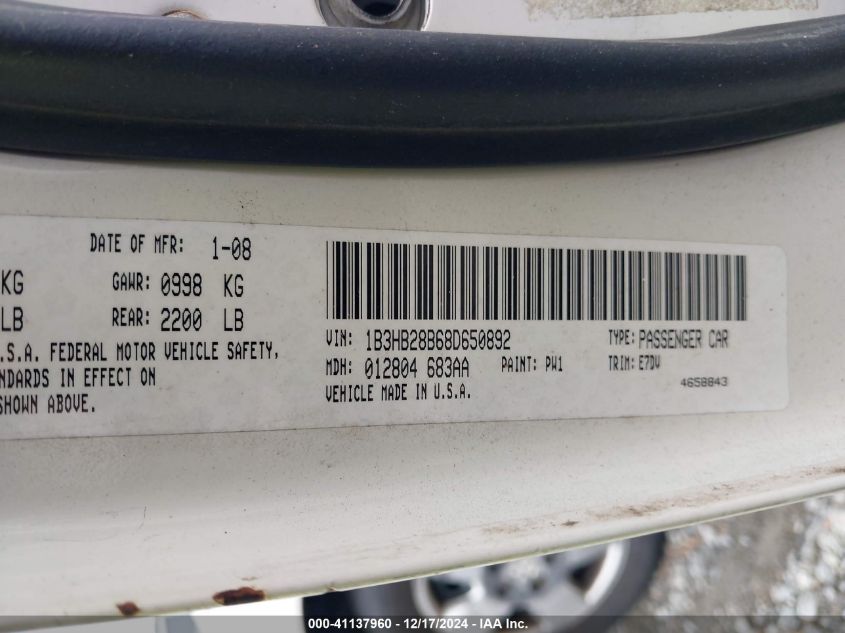 DATE OF MFR: 1-08
KG GAWR: 0998 KG
LB REAR: 2200 LB
.S.A. FEDERAL MOTOR VEHICLE SAFETY,
NDARDS IN EFFECT ON
SHOWN ABOVE.
VIN: 1B3HB28B68D650892 TYPE: PASSENGER CAR
MDH: 012804 683AA PAINT: PW1 TRIM: E7DV
VEHICLE MADE IN U.S.A.
4658843
000-41137960 - 12/17/2024 - IAA Inc.